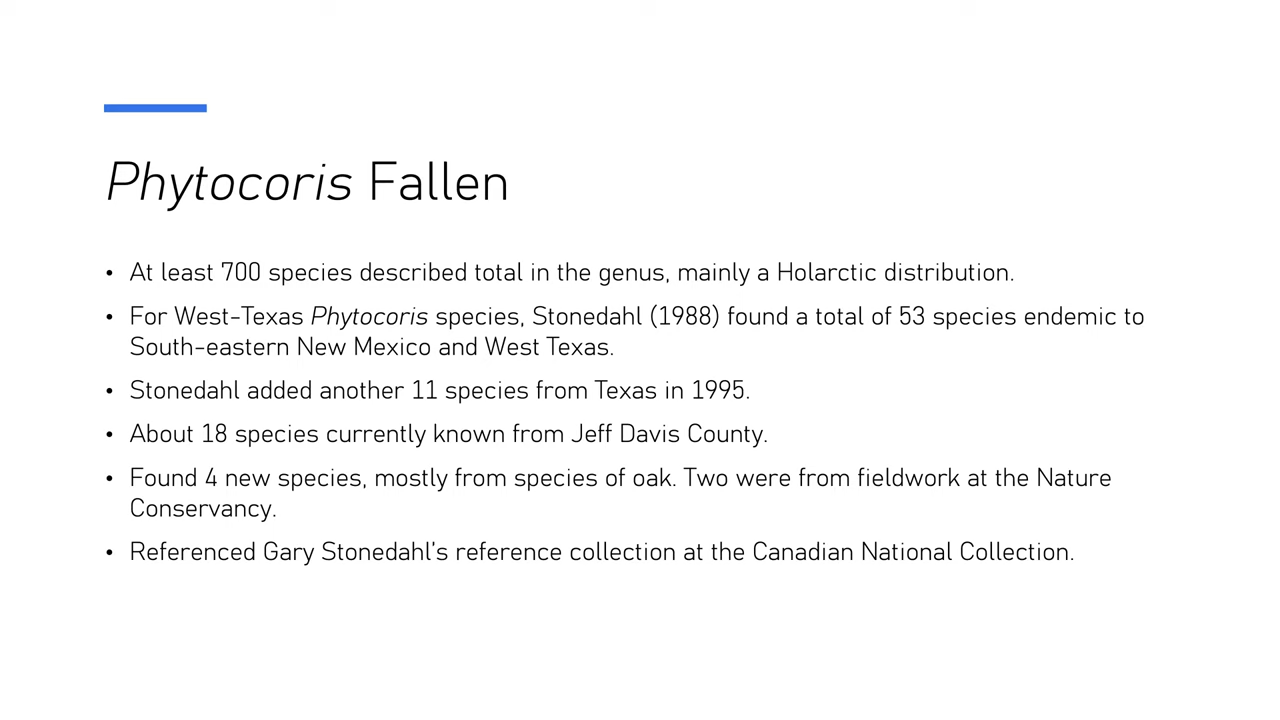 Phytocoris Fallen
• At least 700 species described total in the genus, mainly a Holarctic distribution.
• For West-Texas Phytocoris species, Stonedahl (1988) found a total of 53 species endemic to
South-eastern New Mexico and West Texas.
• Stonedahl added another 11 species from Texas in 1995.
• About 18 species currently known from Jeff Davis County.
• Found 4 new species, mostly from species of oak. Two were from fieldwork at the Nature
Conservancy.
• Referenced Gary Stonedahl's reference collection at the Canadian National Collection.